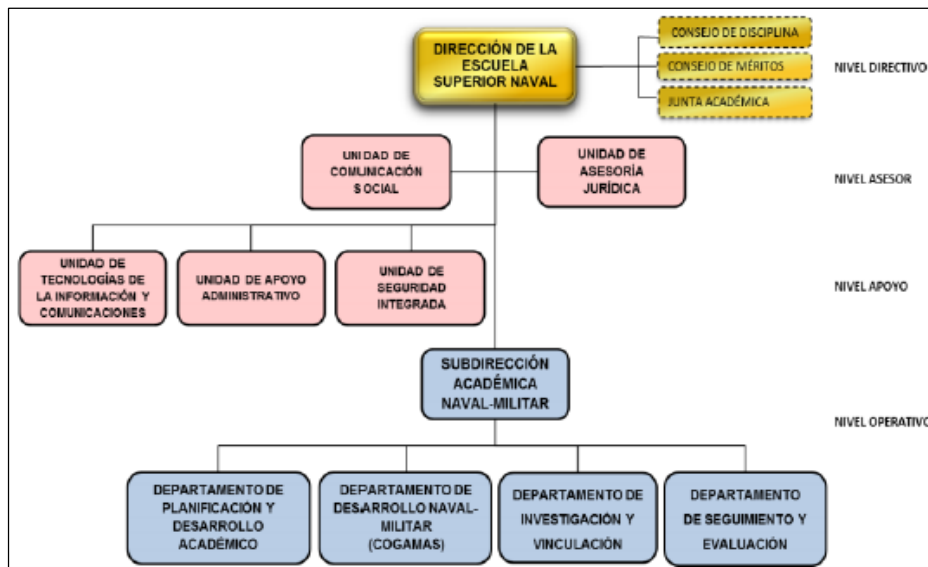 DIRECCIÓN DE LA
ESCUELA
SUPERIOR NAVAL
CONSEJO DE DISCIPLINA
CONSEJO DE MÉRITOS
JUNTA ACADÉMICA
NIVEL DIRECTIVO
UNIDAD DE
COMUNICACIÓN
SOCIAL
UNIDAD DE
ASESORÍA
JURÍDICA
NIVEL ASESOR
UNIDAD DE
TECNOLOGÍAS DE
LA INFORMACIÓN Y
COMUNICACIONES
UNIDAD DE APOYO
ADMINISTRATIVO
UNIDAD DE
SEGURIDAD
INTEGRADA
NIVEL APOYO
SUBDIRECCIÓN
ACADÉMICA
NAVAL-MILITAR
NIVEL OPERATIVO
DEPARTAMENTO DE
PLANIFICACIÓN Y
DESARROLLO
ACADÉMICO
DEPARTAMENTO DE
DESARROLLO NAVAL-
MILITAR
(COGAMAS)
DEPARTAMENTO DE
INVESTIGACIÓN Y
VINCULACIÓN
DEPARTAMENTO
DE SEGUIMIENTO Y
EVALUACIÓN